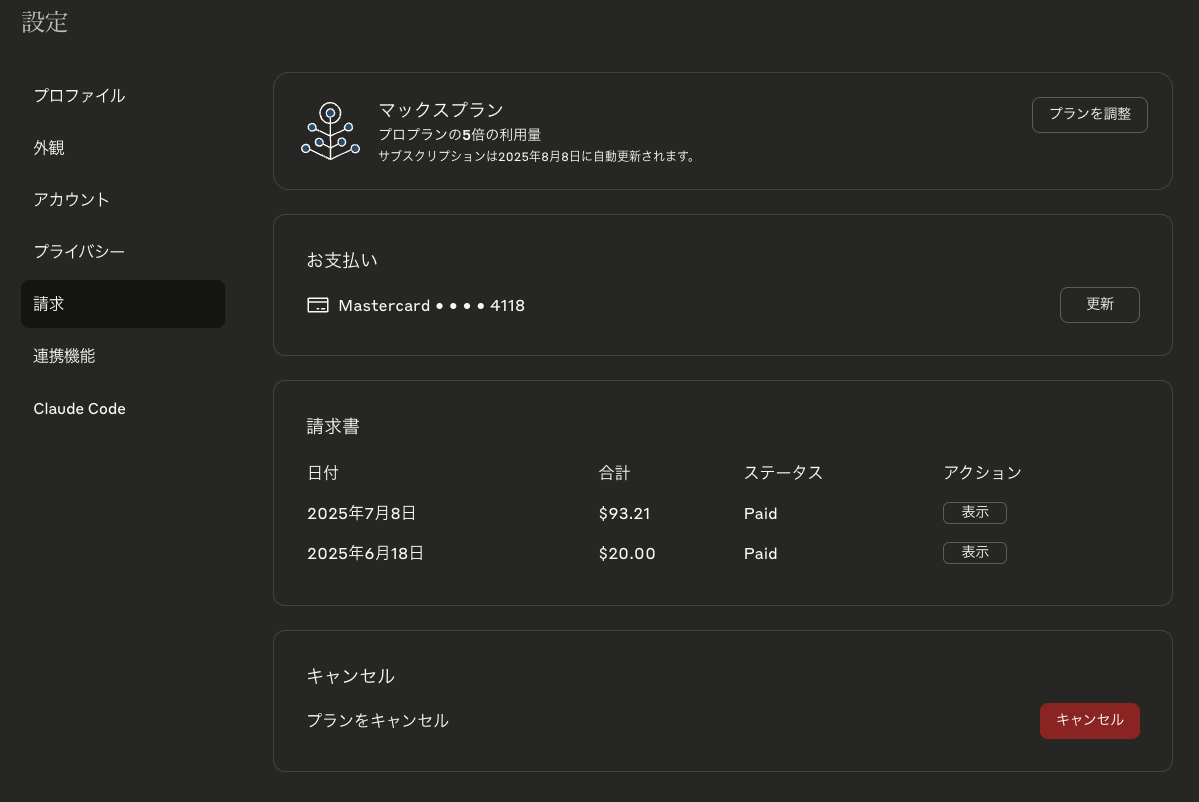 設定
プロファイル
外観
アカウント
プライバシー
請求
連携機能
Claude Code
マックスプラン
プロプランの5倍の利用量
サブスクリプションは2025年8月8日に自動更新されます。
プランを調整
お支払い
Mastercard • • • • 4118
更新
請求書
日付 合計 ステータス アクション
2025年7月8日 $93.21 Paid 表示
2025年6月18日 $20.00 Paid 表示
キャンセル
プランをキャンセル
キャンセル